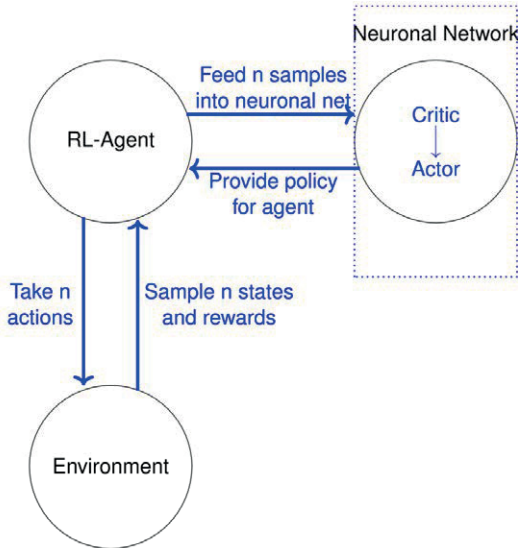 Neuronal Network
Feed n samples
into neuronal net
RL-Agent
Critic
Actor
Provide policy
for agent
Take n
actions
Sample n states
and rewards
Environment